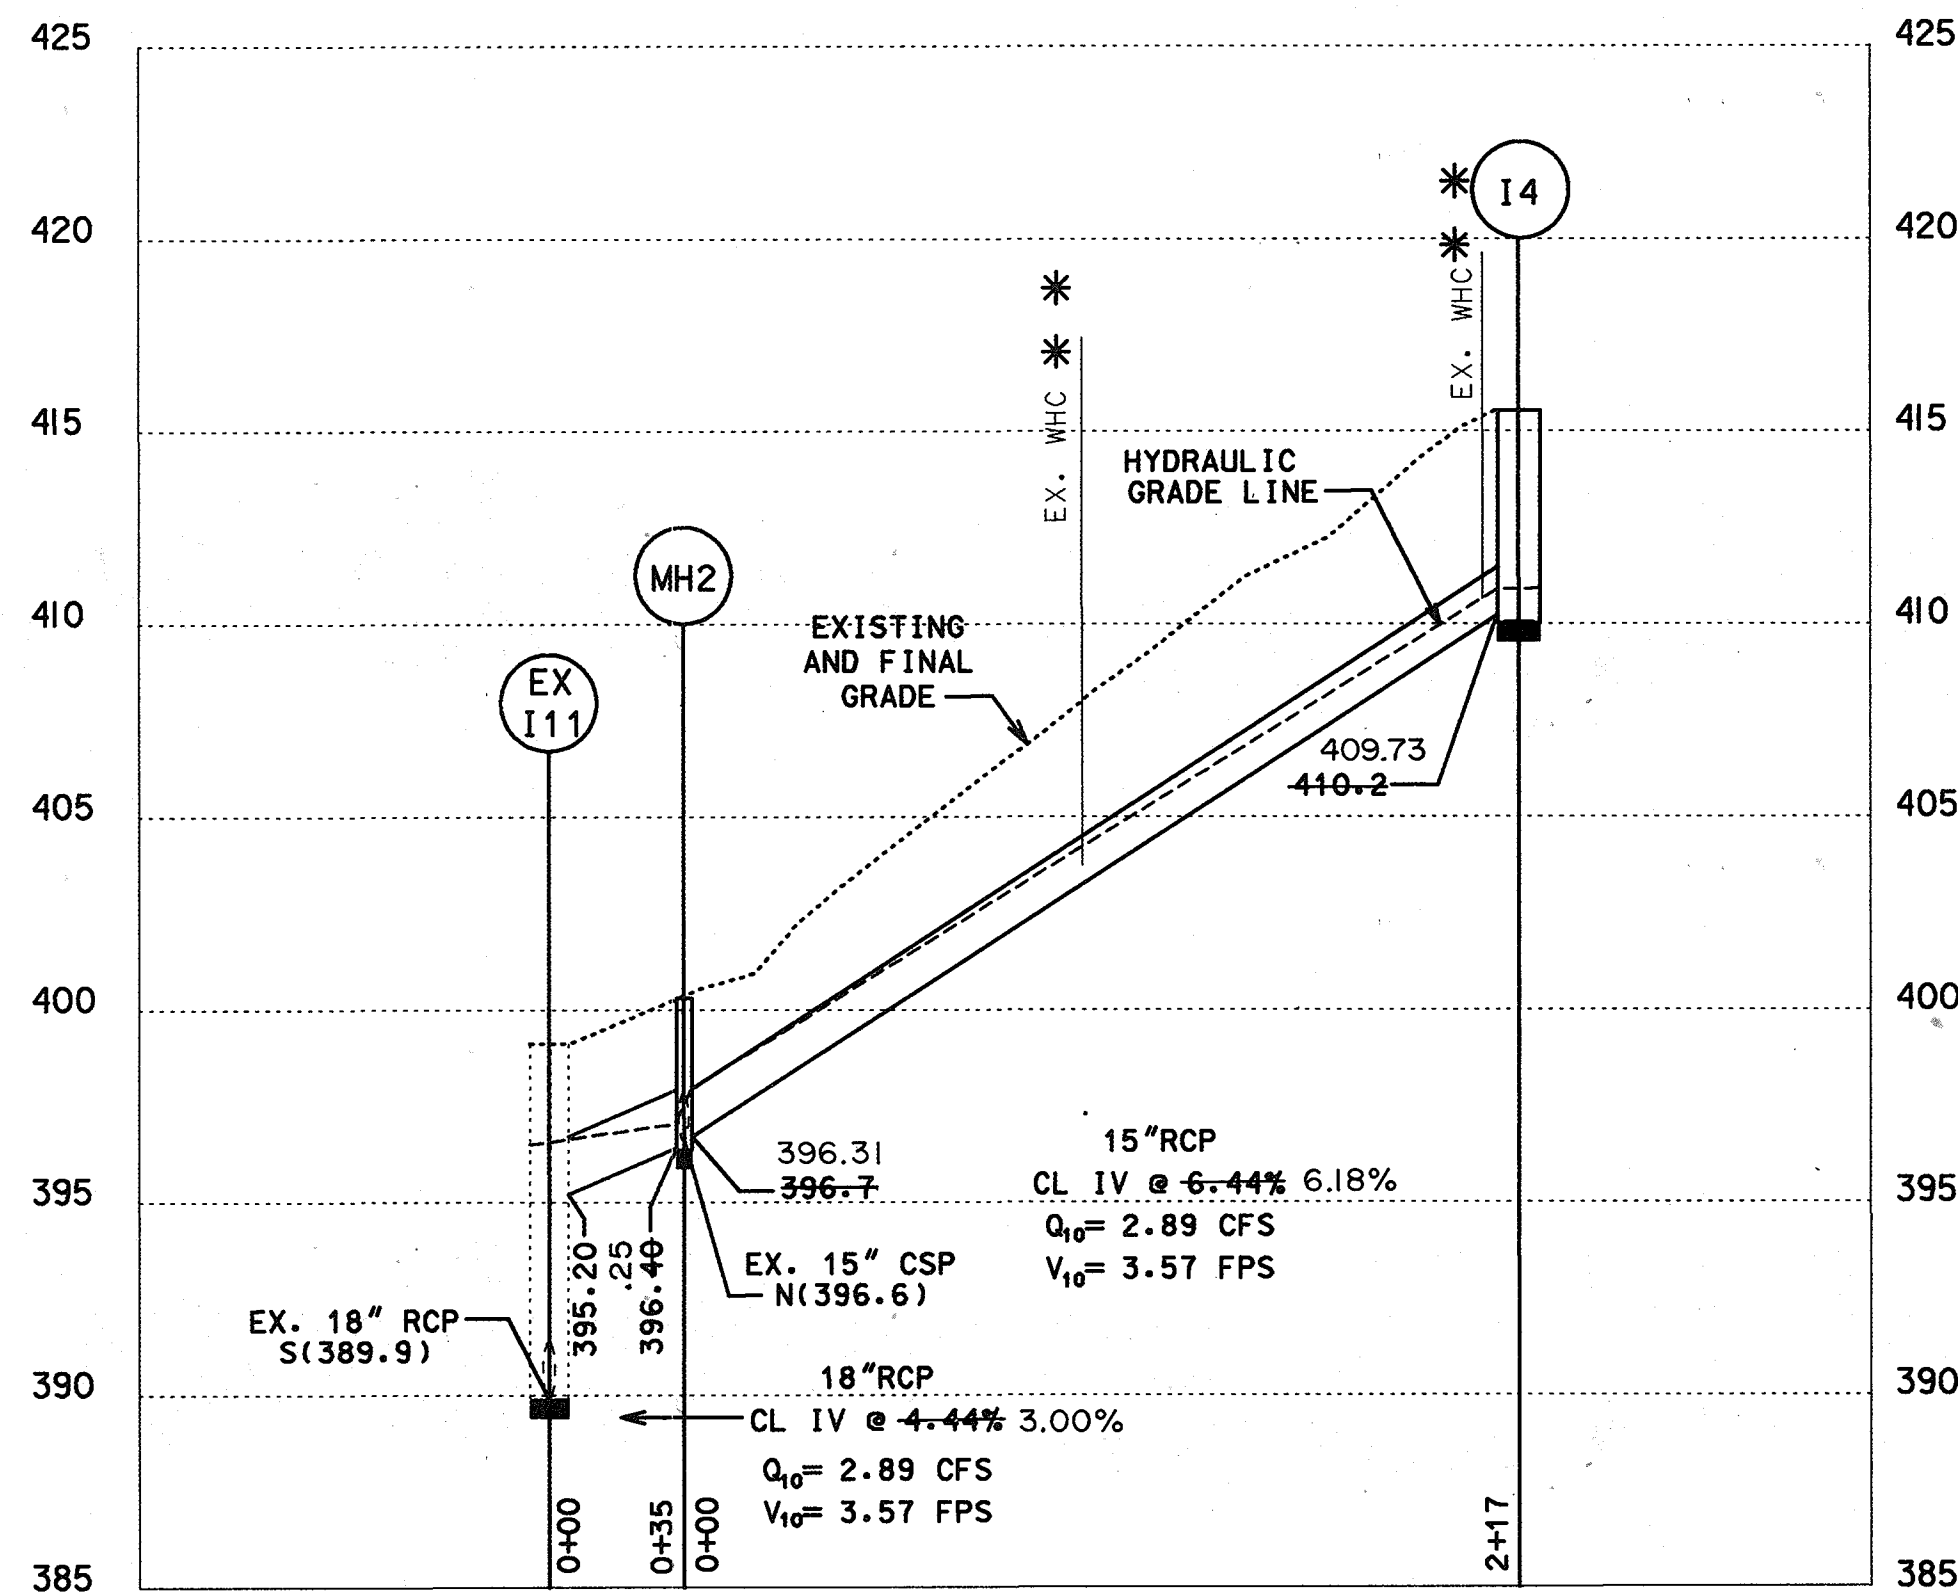 425
425
420
420
415
415
410
410
405
405
400
400
395
395
390
390
385
385
I4
MH2
EX
I11
EX. WHC
EX. WHC
HYDRAULIC
GRADE LINE
EXISTING
AND FINAL
GRADE
409.73
410.2
396.31
396.7
15"RCP
CL IV @ 6.44% 6.18%
Q10= 2.89 CFS
V10= 3.57 FPS
EX. 15" CSP
N(396.6)
395.20
.25
396.40
EX. 18" RCP
S(389.9)
18"RCP
CL IV @ 4.44% 3.00%
Q10= 2.89 CFS
V10= 3.57 FPS
0+00
0+35
0+00
2+17